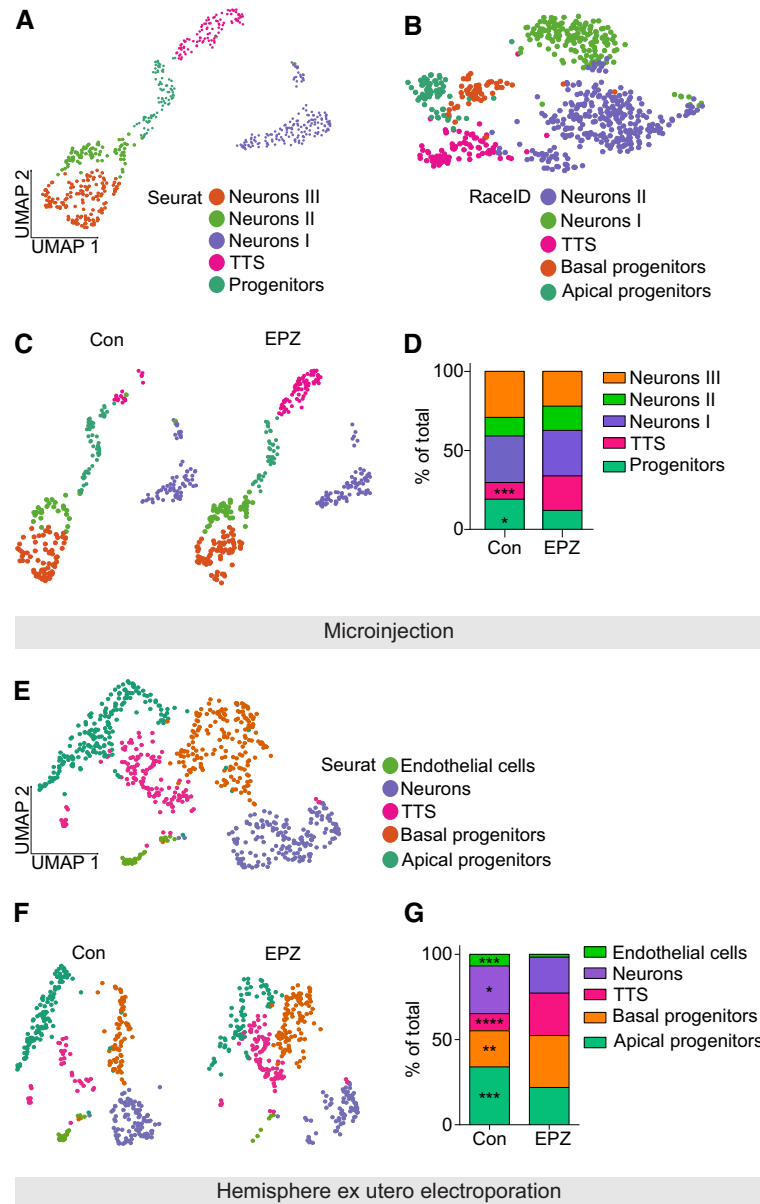 A
UMAP 2
UMAP 1
Seurat
Neurons III
Neurons II
Neurons I
TTS
Progenitors
B
RaceID
Neurons II
Neurons I
TTS
Basal progenitors
Apical progenitors
C
Con
EPZ
D
% of total
100
50
0
***
*
Con
EPZ
Neurons III
Neurons II
Neurons I
TTS
Progenitors
Microinjection
E
UMAP 2
UMAP 1
Seurat
Endothelial cells
Neurons
TTS
Basal progenitors
Apical progenitors
F
Con
EPZ
G
% of total
100
50
0
***
*
****
**
***
Con
EPZ
Endothelial cells
Neurons
TTS
Basal progenitors
Apical progenitors
Hemisphere ex utero electroporation